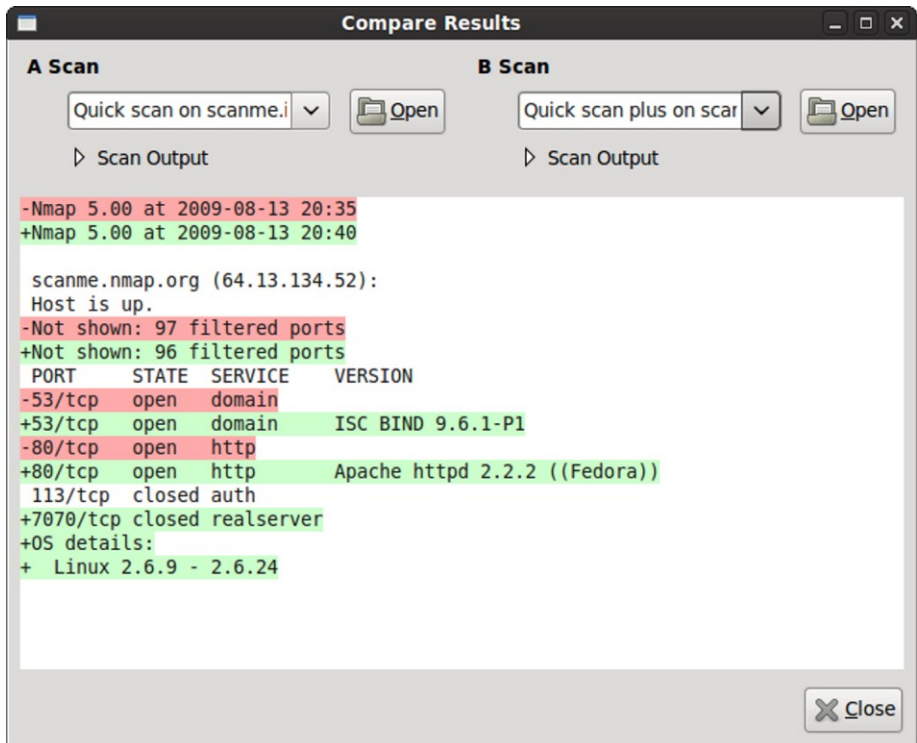 Compare Results
A Scan
B Scan
Quick scan on scanme.i
Open
Quick scan plus on scar
Open
Scan Output
Scan Output
-Nmap 5.00 at 2009-08-13 20:35
+Nmap 5.00 at 2009-08-13 20:40
scanme.nmap.org (64.13.134.52):
Host is up.
-Not shown: 97 filtered ports
+Not shown: 96 filtered ports
PORT STATE SERVICE VERSION
-53/tcp open domain
+53/tcp open domain ISC BIND 9.6.1-P1
-80/tcp open http
+80/tcp open http Apache httpd 2.2.2 ((Fedora))
113/tcp closed auth
+7070/tcp closed realserver
+OS details:
+ Linux 2.6.9 - 2.6.24
Close